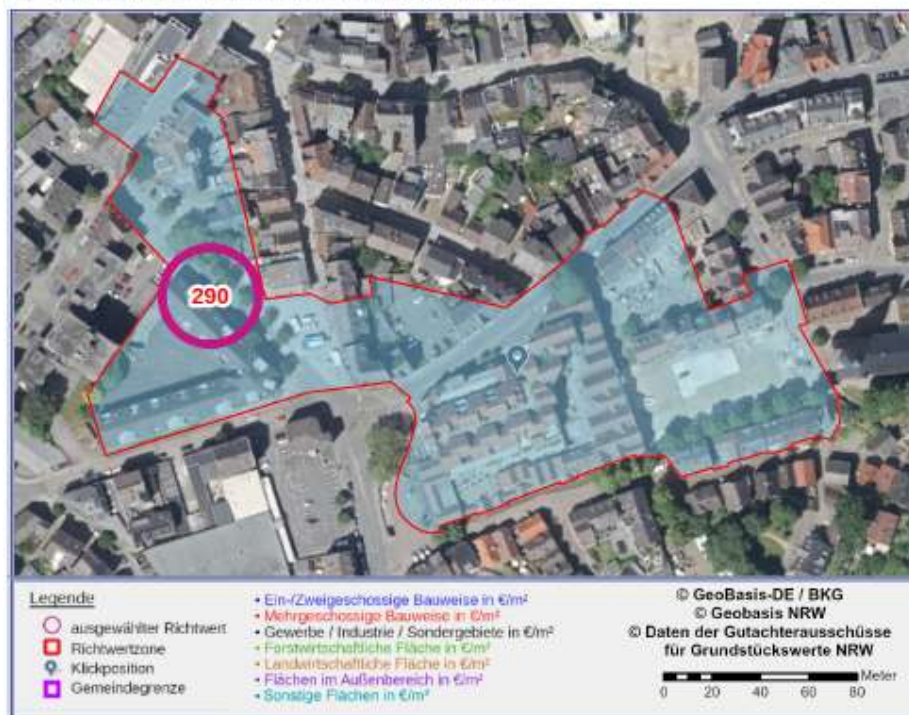 290
Legende
ausgewählter Richtwert
Richtwertzone
Klickposition
Gemeindegrenze
• Ein-/Zweigeschossige Bauweise in €/m²
• Mehrgeschossige Bauweise in €/m²
• Gewerbe / Industrie / Sondergebiete in €/m²
• Forstwirtschaftliche Fläche in €/m²
• Landwirtschaftliche Fläche in €/m²
• Flächen im Außenbereich in €/m²
• Sonstige Flächen in €/m²
© GeoBasis-DE / BKG
© Geobasis NRW
© Daten der Gutachterausschüsse
für Grundstückswerte NRW
Meter
0 20 40 60 80